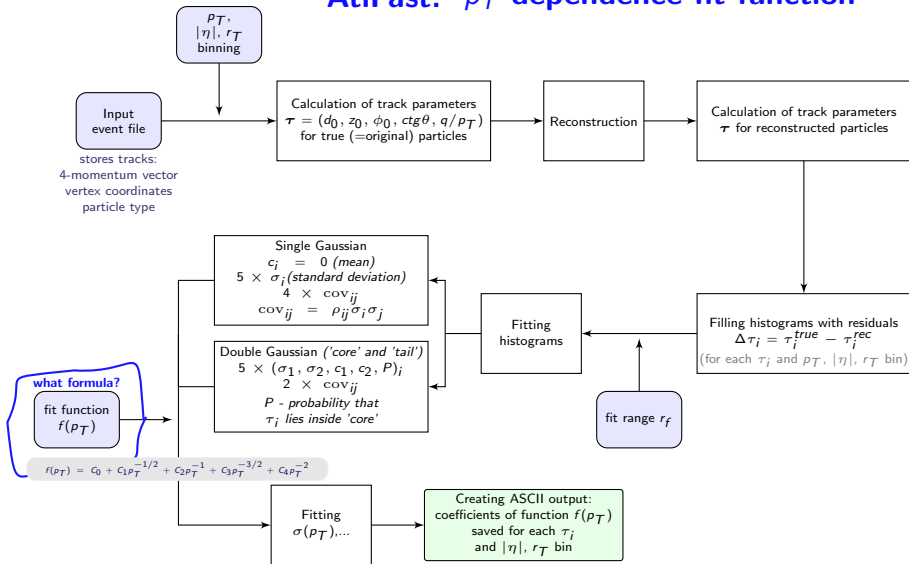 Atlfast: p_T dependence fit function
p_T,
|η|, r_T
binning
Input
event file
stores tracks:
4-momentum vector
vertex coordinates
particle type
Calculation of track parameters
τ = (d_0, z_0, ϕ_0, ctgθ, q/p_T)
for true (=original) particles
Reconstruction
Calculation of track parameters
τ for reconstructed particles
Single Gaussian
c_i = 0 (mean)
5 × σ_i (standard deviation)
4 × cov_ij
cov_ij = ρ_ij σ_i σ_j
Double Gaussian ('core' and 'tail')
5 × (σ_1, σ_2, c_1, c_2, P)_i
2 × cov_ij
P - probability that
τ_i lies inside 'core'
Fitting
histograms
Filling histograms with residuals
Δτ_i = τ_i^true − τ_i^rec
(for each τ_i and p_T, |η|, r_T bin)
fit range r_f
what formula?
fit function
f(p_T)
f(p_T) = c_0 + c_1 p_T^{-1/2} + c_2 p_T^{-1} + c_3 p_T^{-3/2} + c_4 p_T^{-2}
Fitting
σ(p_T),...
Creating ASCII output:
coefficients of function f(p_T)
saved for each τ_i
and |η|, r_T bin